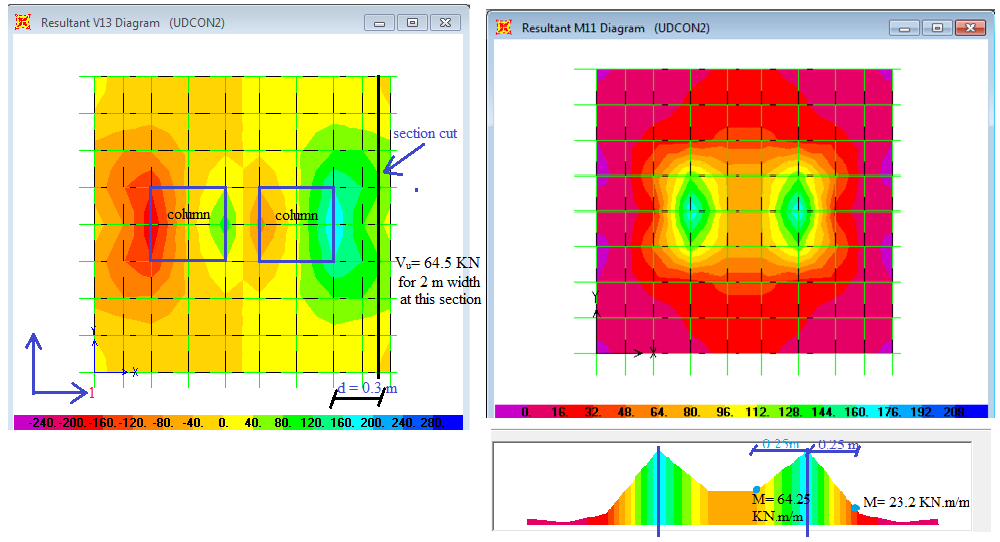 Resultant V13 Diagram (UDCON2)
section cut
column
column
Vu= 64.5 KN
for 2 m width
at this section
Y
X
1
d = 0.3 m
-240. -200. -160. -120. -80. -40. 0. 40. 80. 120. 160. 200. 240. 280.
Resultant M11 Diagram (UDCON2)
Y
X
0. 16. 32. 48. 64. 80. 96. 112. 128. 144. 160. 176. 192. 208.
0.25m
0.25 m
M= 64.25
KN.m/m
M= 23.2 KN.m/m